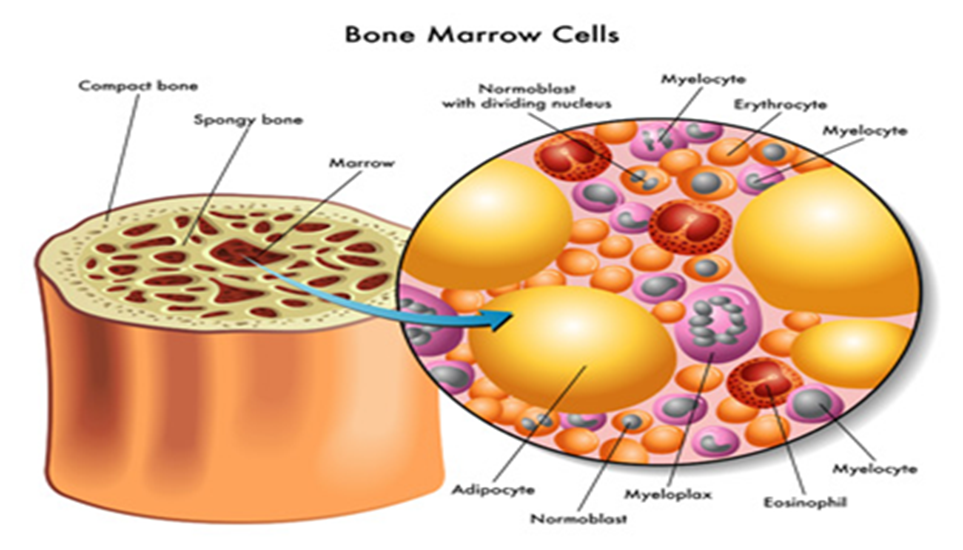 Bone Marrow Cells
Compact bone
Spongy bone
Marrow
Normoblast
with dividing nucleus
Myelocyte
Erythrocyte
Myelocyte
Adipocyte
Normoblast
Myeloplax
Eosinophil
Myelocyte